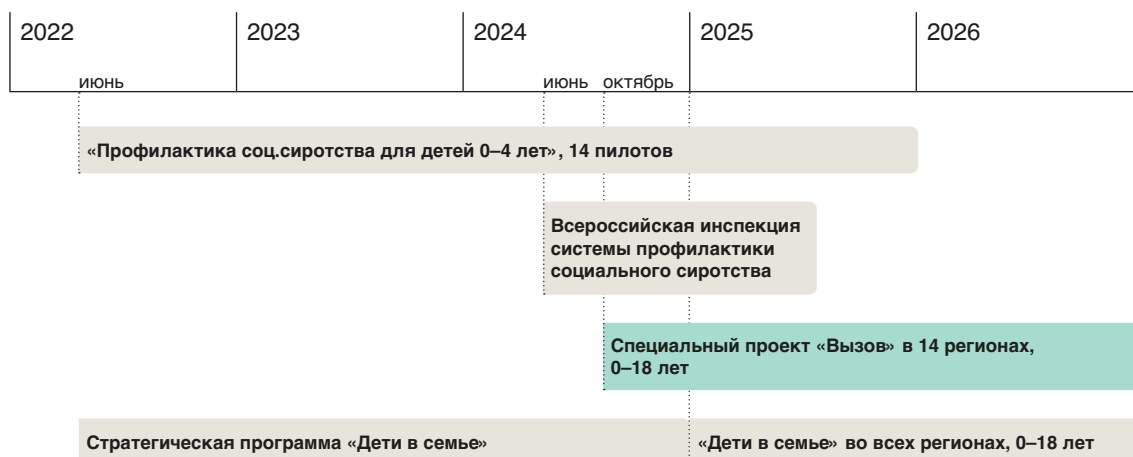 2022
2023
2024
2025
2026
июнь
июнь
октябрь
«Профилактика соц.сиротства для детей 0–4 лет», 14 пилотов
Всероссийская инспекция
системы профилактики
социального сиротства
Специальный проект «Вызов» в 14 регионах,
0–18 лет
Стратегическая программа «Дети в семье»
«Дети в семье» во всех регионах, 0–18 лет